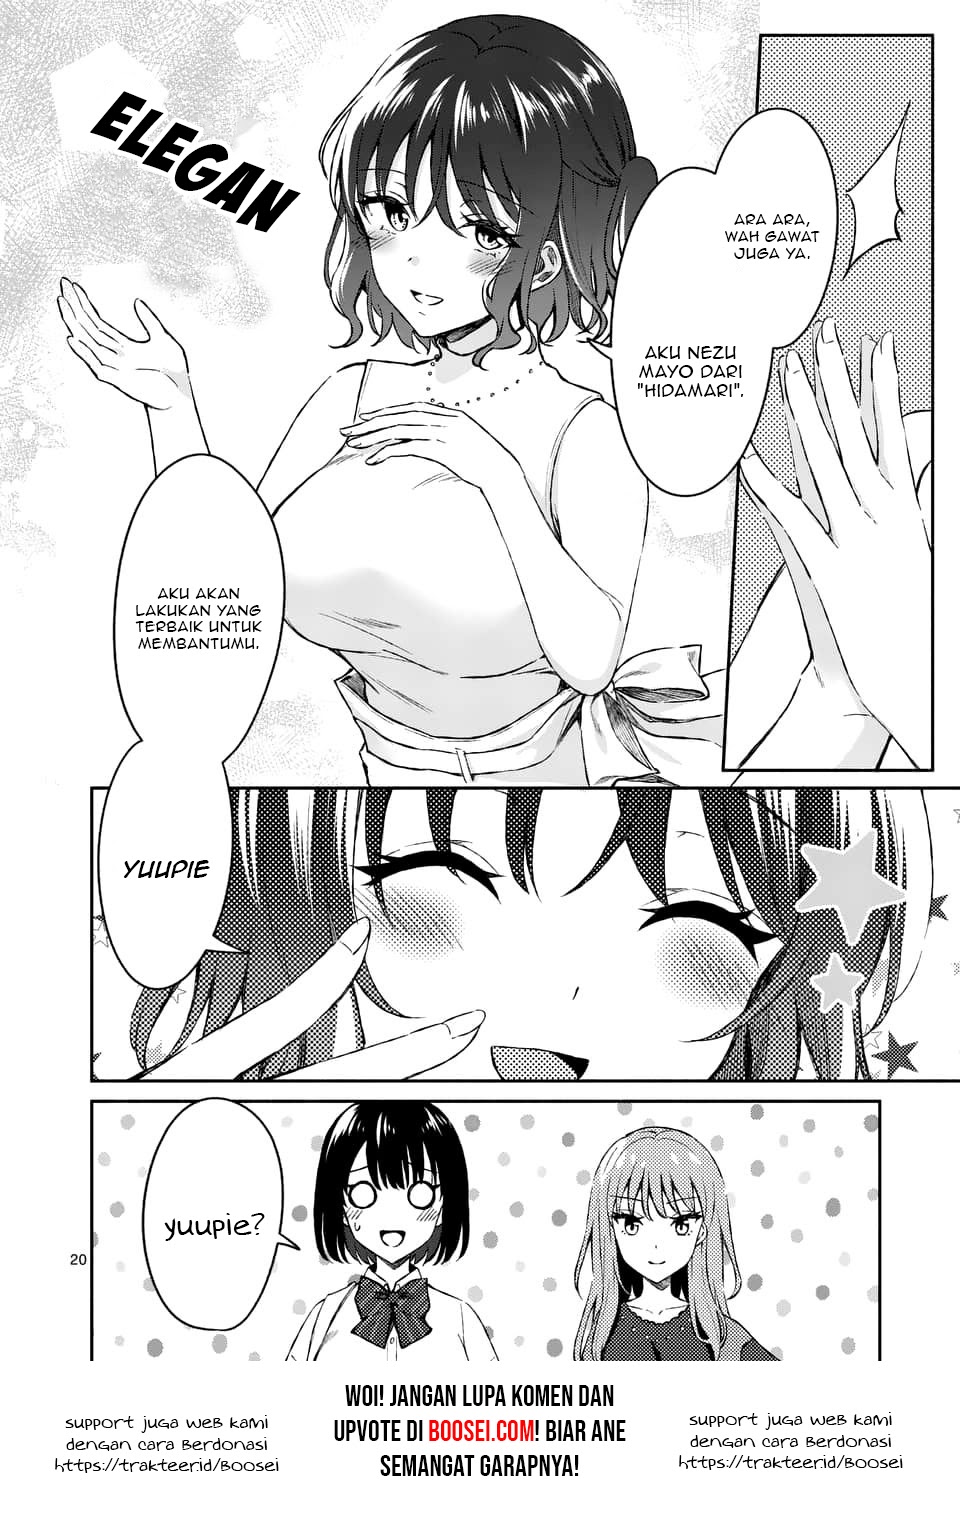 ELEGAN
ARA ARA,
WAH GAWAT
JUGA YA.
AKU NEZU
MAYO DARI
"HIDAMARI".
AKU AKAN
LAKUKAN YANG
TERBAIK UNTUK
MEMBANTUMU.
YUUPIE
yuupie?
20
WOI! JANGAN LUPA KOMEN DAN
UPVOTE DI BOOSEI.COM! BIAR ANE
SEMANGAT GARAPNYA!
support juga web kami
dengan cara Berdonasi
https://trakteer.id/Boosei
support juga web kami
dengan cara Berdonasi
https://trakteer.id/Boosei